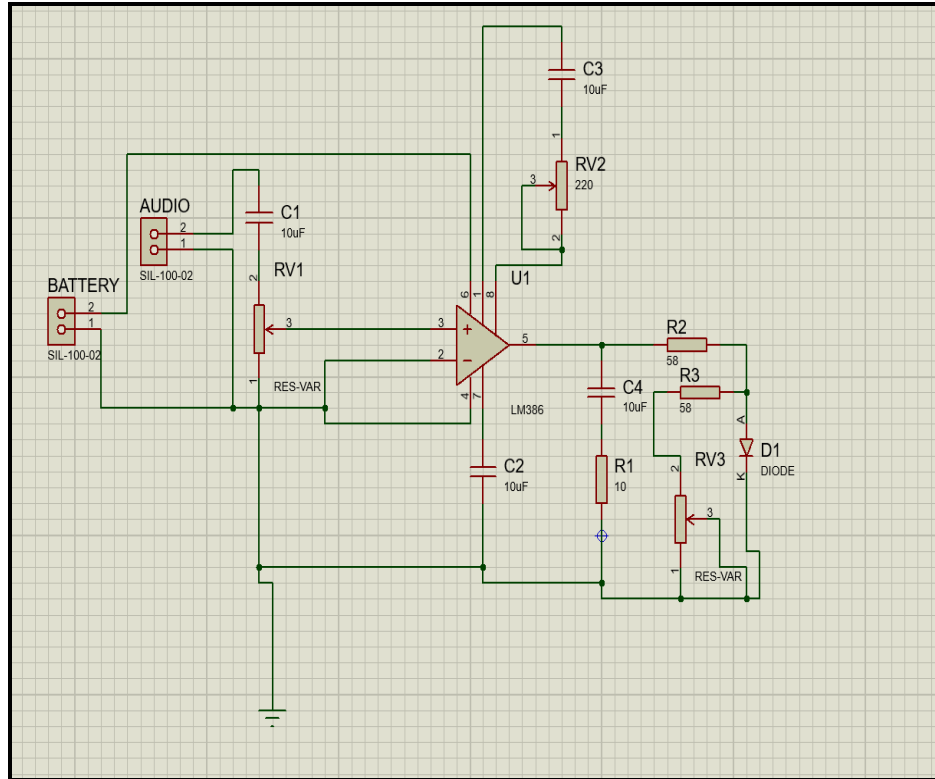 C3
10uF
1
RV2
3
220
2
AUDIO
2
1
SIL-100-02
C1
10uF
2
RV1
3
1
RES-VAR
BATTERY
2
1
SIL-100-02
U1
6
1
8
3
2
5
4
7
LM386
C2
10uF
R2
58
R3
58
C4
10uF
R1
10
A
D1
DIODE
K
RV3
2
3
1
RES-VAR